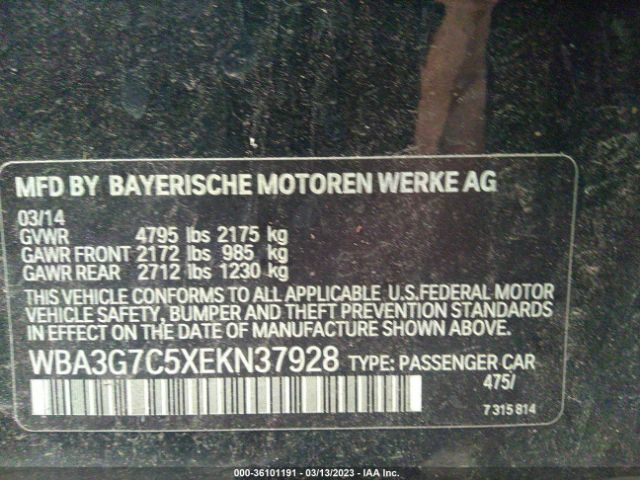 MFD BY BAYERISCHE MOTOREN WERKE AG
03/14
GVWR 4795 lbs 2175 kg
GAWR FRONT 2172 lbs 985 kg
GAWR REAR 2712 lbs 1230 kg
THIS VEHICLE CONFORMS TO ALL APPLICABLE U.S.FEDERAL MOTOR
VEHICLE SAFETY, BUMPER AND THEFT PREVENTION STANDARDS
IN EFFECT ON THE DATE OF MANUFACTURE SHOWN ABOVE.
WBA3G7C5XEKN37928 TYPE: PASSENGER CAR
475/
7315814
000-36101191 - 03/13/2023 - IAA Inc.